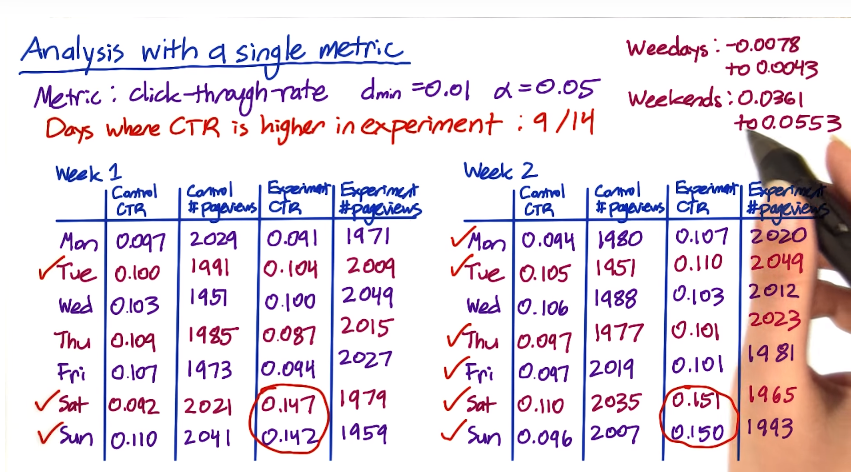 Analysis with a single metric
Metric: click-through-rate dmin = 0.01 α = 0.05
Days where CTR is higher in experiment: 9/14
Weedays: -0.0078
to 0.0043
Weekends: 0.0361
to 0.0553
Week 1
Control CTR | Control # pageviews | Experiment CTR | Experiment #pageviews
Mon 0.097 2029 0.091 1971
✓Tue 0.100 1991 0.104 2009
Wed 0.103 1951 0.100 2049
Thu 0.109 1985 0.087 2015
Fri 0.107 1973 0.094 2027
✓Sat 0.092 2021 0.147 1979
✓Sun 0.110 2041 0.142 1959
Week 2
Control CTR | Control # pageviews | Experiment CTR | Experiment #pageviews
✓Mon 0.094 1980 0.107 2020
✓Tue 0.105 1951 0.110 2049
Wed 0.106 1988 0.103 2012
✓Thu 0.097 1977 0.101 2023
✓Fri 0.097 2019 0.101 1981
✓Sat 0.110 2035 0.151 1965
✓Sun 0.096 2007 0.150 1993